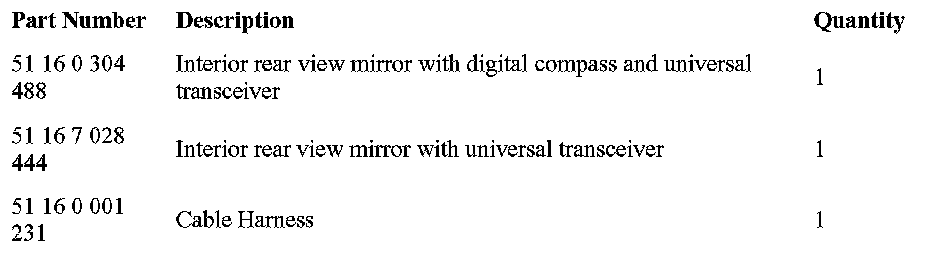 Part Number Description Quantity
51 16 0 304 Interior rear view mirror with digital compass and universal 1
488 transceiver
51 16 7 028 Interior rear view mirror with universal transceiver 1
444
51 16 0 001 Cable Harness 1
231